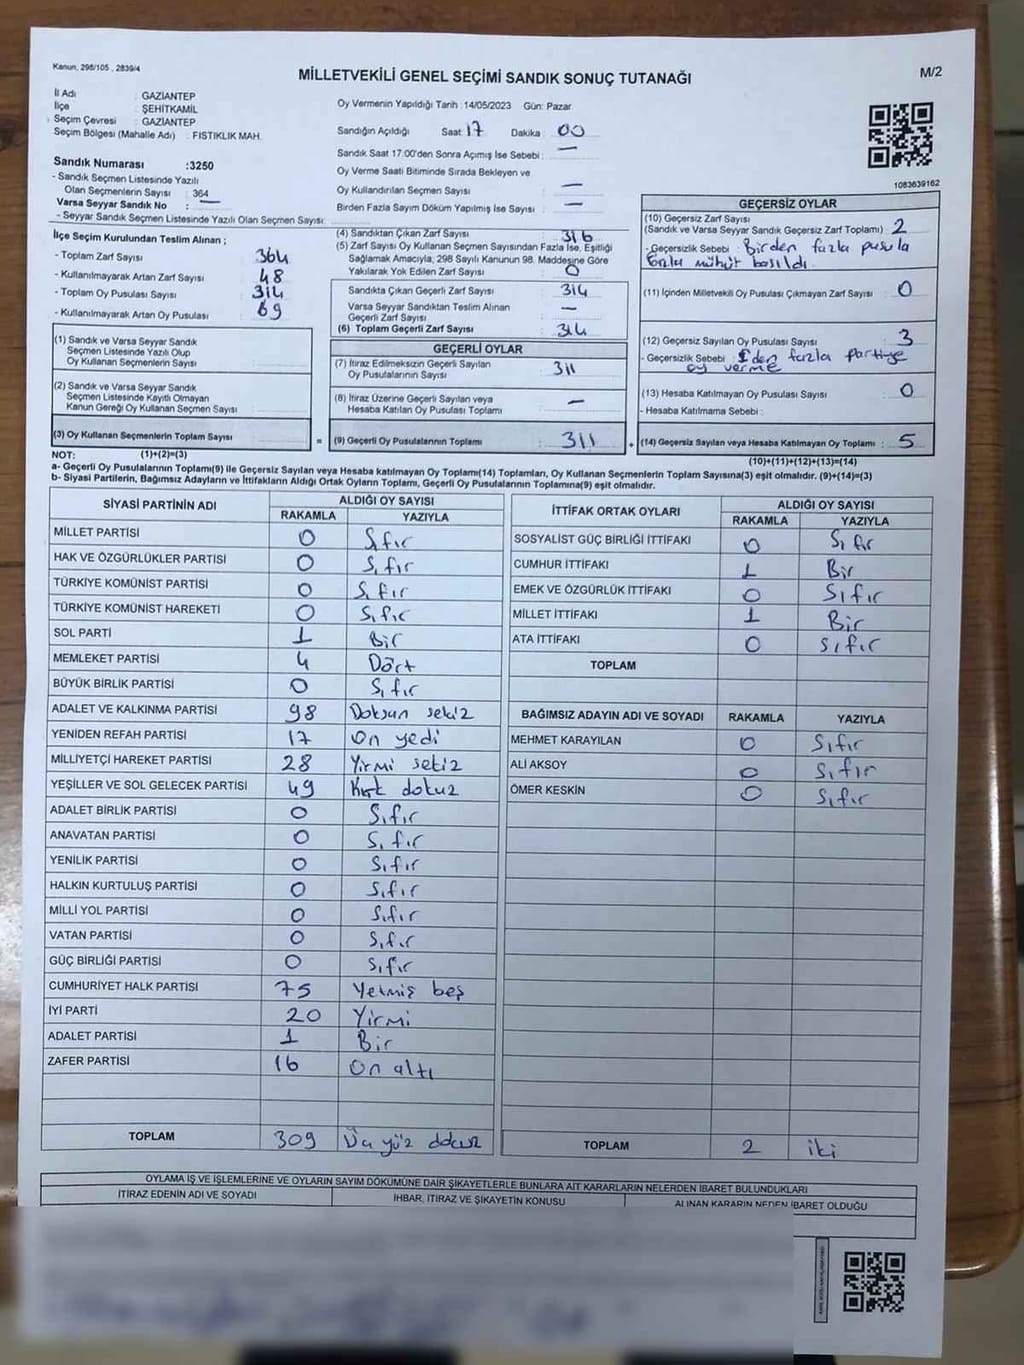 Kanun, 298/105 , 2839/4
MİLLETVEKİLİ GENEL SEÇİMİ SANDIK SONUÇ TUTANAĞI
M/2
İl Adı : GAZİANTEP
İlçe : ŞEHİTKAMİL
Seçim Çevresi : GAZİANTEP
Seçim Bölgesi (Mahalle Adı) : FISTIKLIK MAH.
Sandık Numarası :3250
- Sandık Seçmen Listesinde Yazılı
Olan Seçmenlerin Sayısı : 364
Varsa Seyyar Sandık No : —
- Seyyar Sandık Seçmen Listesinde Yazılı Olan Seçmen Sayısı:
Oy Vermenin Yapıldığı Tarih :14/05/2023 Gün: Pazar
Sandığın Açıldığı Saat 17 Dakika : 00
Sandık Saat 17:00'den Sonra Açılmış İse Sebebi : —
Oy Verme Saati Bitiminde Sırada Bekleyen ve
Oy Kullandırılan Seçmen Sayısı : —
Birden Fazla Sayım Döküm Yapılmış İse Sayısı : —
1083639162
İlçe Seçim Kurulundan Teslim Alınan ;
- Toplam Zarf Sayısı : 364
- Kullanılmayarak Artan Zarf Sayısı : 48
- Toplam Oy Pusulası Sayısı : 314
- Kullanılmayarak Artan Oy Pusulası : 69
(1) Sandık ve Varsa Seyyar Sandık
Seçmen Listesinde Yazılı Olup
Oy Kullanan Seçmenlerin Sayısı :
(2) Sandık ve Varsa Seyyar Sandık
Seçmen Listesinde Kayıtlı Olmayan
Kanun Gereği Oy Kullanan Seçmen Sayısı :
(3) Oy Kullanan Seçmenlerin Toplam Sayısı :
(4) Sandıktan Çıkan Zarf Sayısı : 316
(5) Zarf Sayısı Oy Kullanan Seçmen Sayısından Fazla İse, Eşitliği
Sağlamak Amacıyla, 298 Sayılı Kanunun 98. Maddesine Göre
Yakılarak Yok Edilen Zarf Sayısı : 0
Sandıkta Çıkan Geçerli Zarf Sayısı : 314
Varsa Seyyar Sandıktan Teslim Alınan
Geçerli Zarf Sayısı : —
(6) Toplam Geçerli Zarf Sayısı : 314
GEÇERLİ OYLAR
(7) İtiraz Edilmeksizin Geçerli Sayılan
Oy Pusulalarının Sayısı : 311
(8) İtiraz Üzerine Geçerli Sayılan veya
Hesaba Katılan Oy Pusulası Toplamı : —
= (9) Geçerli Oy Pusulalarının Toplamı : 311
GEÇERSİZ OYLAR
(10) Geçersiz Zarf Sayısı
(Sandık ve Varsa Seyyar Sandık Geçersiz Zarf Toplamı) : 2
- Geçersizlik Sebebi : Birden fazla pusula
fazla mühür basıldı.
(11) İçinden Milletvekili Oy Pusulası Çıkmayan Zarf Sayısı : 0
(12) Geçersiz Sayılan Oy Pusulası Sayısı : 3
- Geçersizlik Sebebi : 1'den fazla partiye
oy verme
(13) Hesaba Katılmayan Oy Pusulası Sayısı : 0
- Hesaba Katılmama Sebebi :
+ (14) Geçersiz Sayılan veya Hesaba Katılmayan Oy Toplamı : 5
NOT: (1)+(2)=(3)
(10)+(11)+(12)+(13)=(14)
a- Geçerli Oy Pusulalarının Toplamı(9) ile Geçersiz Sayılan veya Hesaba katılmayan Oy Toplamı(14) Toplamları, Oy Kullanan Seçmenlerin Toplam Sayısına(3) eşit olmalıdır. (9)+(14)=(3)
b- Siyasi Partilerin, Bağımsız Adayların ve İttifakların Aldığı Ortak Oyların Toplamı, Geçerli Oy Pusulalarının Toplamına(9) eşit olmalıdır.
SİYASİ PARTİNİN ADI ALDIĞI OY SAYISI
RAKAMLA YAZIYLA
MİLLET PARTİSİ 0 Sıfır
HAK VE ÖZGÜRLÜKLER PARTİSİ 0 Sıfır
TÜRKİYE KOMÜNİST PARTİSİ 0 Sıfır
TÜRKİYE KOMÜNİST HAREKETİ 0 Sıfır
SOL PARTİ 1 Bir
MEMLEKET PARTİSİ 4 Dört
BÜYÜK BİRLİK PARTİSİ 0 Sıfır
ADALET VE KALKINMA PARTİSİ 98 Doksan sekiz
YENİDEN REFAH PARTİSİ 17 On yedi
MİLLİYETÇİ HAREKET PARTİSİ 28 Yirmi sekiz
YEŞİLLER VE SOL GELECEK PARTİSİ 49 Kırk dokuz
ADALET BİRLİK PARTİSİ 0 Sıfır
ANAVATAN PARTİSİ 0 Sıfır
YENİLİK PARTİSİ 0 Sıfır
HALKIN KURTULUŞ PARTİSİ 0 Sıfır
MİLLİ YOL PARTİSİ 0 Sıfır
VATAN PARTİSİ 0 Sıfır
GÜÇ BİRLİĞİ PARTİSİ 0 Sıfır
CUMHURİYET HALK PARTİSİ 75 Yetmiş beş
İYİ PARTİ 20 Yirmi
ADALET PARTİSİ 1 Bir
ZAFER PARTİSİ 16 On altı
TOPLAM 309 Üç yüz dokuz
İTTİFAK ORTAK OYLARI ALDIĞI OY SAYISI
RAKAMLA YAZIYLA
SOSYALİST GÜÇ BİRLİĞİ İTTİFAKI 0 Sıfır
CUMHUR İTTİFAKI 1 Bir
EMEK VE ÖZGÜRLÜK İTTİFAKI 0 Sıfır
MİLLET İTTİFAKI 1 Bir
ATA İTTİFAKI 0 Sıfır
TOPLAM
BAĞIMSIZ ADAYIN ADI VE SOYADI RAKAMLA YAZIYLA
MEHMET KARAYILAN 0 Sıfır
ALİ AKSOY 0 Sıfır
ÖMER KESKİN 0 Sıfır
TOPLAM 2 iki
OYLAMA İŞ VE İŞLEMLERİNE VE OYLARIN SAYIM DÖKÜMÜNE DAİR ŞİKAYETLERLE BUNLARA AİT KARARLARIN NELERDEN İBARET BULUNDUKLARI
İTİRAZ EDENİN ADI VE SOYADI İHBAR, İTİRAZ VE ŞİKAYETİN KONUSU ALINAN KARARIN NEDEN İBARET OLDUĞU